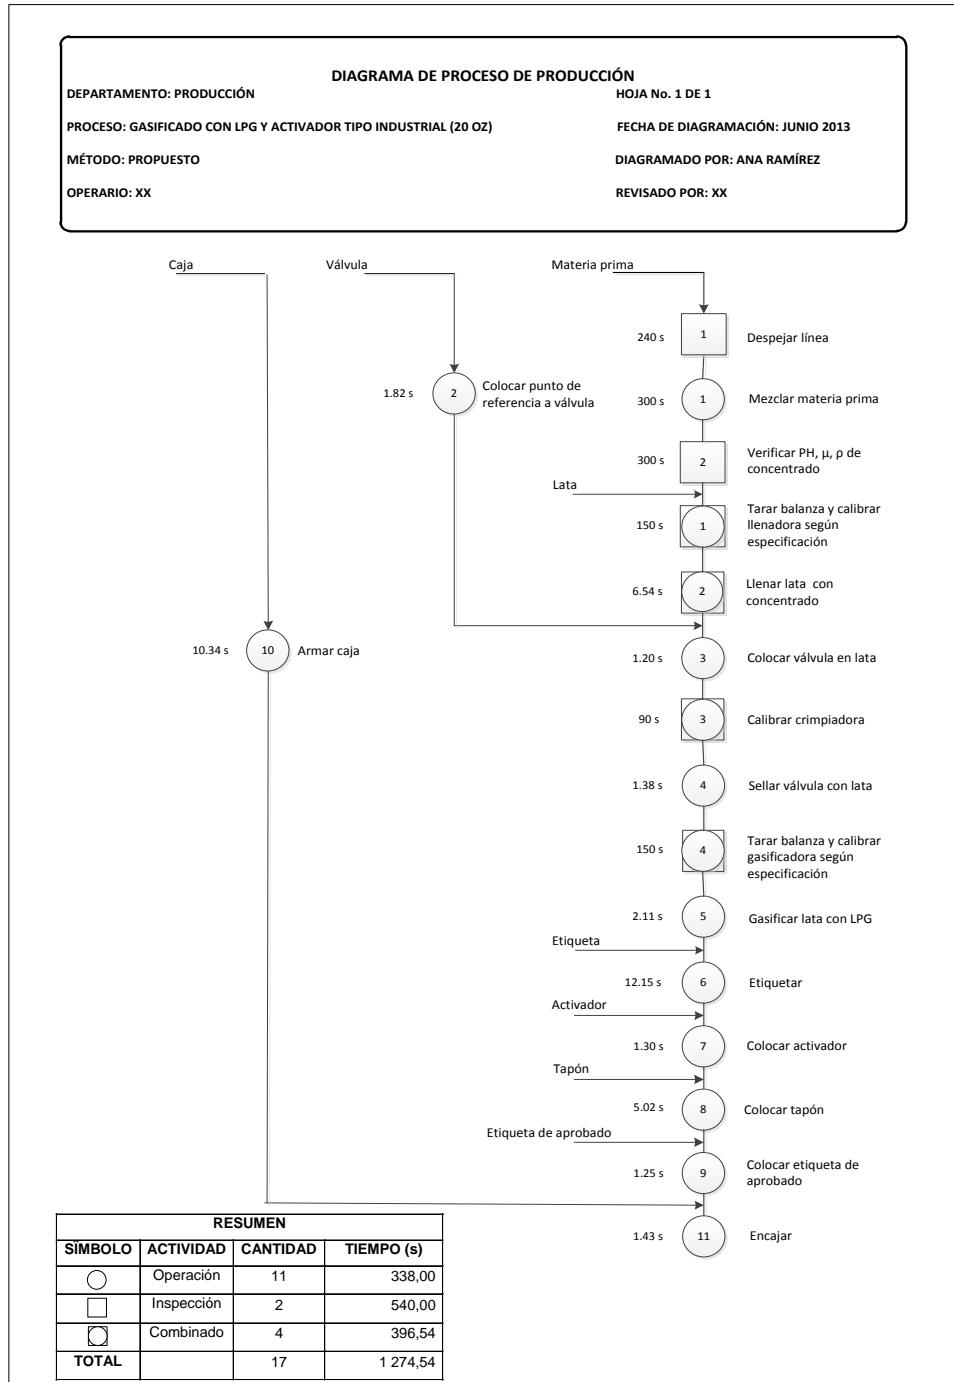 DIAGRAMA DE PROCESO DE PRODUCCIÓN
DEPARTAMENTO: PRODUCCIÓN
HOJA No. 1 DE 1
PROCESO: GASIFICADO CON LPG Y ACTIVADOR TIPO INDUSTRIAL (20 OZ)
FECHA DE DIAGRAMACIÓN: JUNIO 2013
MÉTODO: PROPUESTO
DIAGRAMADO POR: ANA RAMÍREZ
OPERARIO: XX
REVISADO POR: XX
Caja
Válvula
Materia prima
240 s
1
Despejar línea
1.82 s
2
Colocar punto de
referencia a válvula
300 s
1
Mezclar materia prima
300 s
2
Verificar PH, µ, ρ de
concentrado
Lata
150 s
1
Tarar balanza y calibrar
llenadora según
especificación
6.54 s
2
Llenar lata con
concentrado
10.34 s
10
Armar caja
1.20 s
3
Colocar válvula en lata
90 s
3
Calibrar crimpiadora
1.38 s
4
Sellar válvula con lata
150 s
4
Tarar balanza y calibrar
gasificadora según
especificación
2.11 s
5
Gasificar lata con LPG
Etiqueta
12.15 s
6
Etiquetar
Activador
1.30 s
7
Colocar activador
Tapón
5.02 s
8
Colocar tapón
Etiqueta de aprobado
1.25 s
9
Colocar etiqueta de
aprobado
1.43 s
11
Encajar
RESUMEN
SÏMBOLO ACTIVIDAD CANTIDAD TIEMPO (s)
Operación 11 338,00
Inspección 2 540,00
Combinado 4 396,54
TOTAL 17 1 274,54